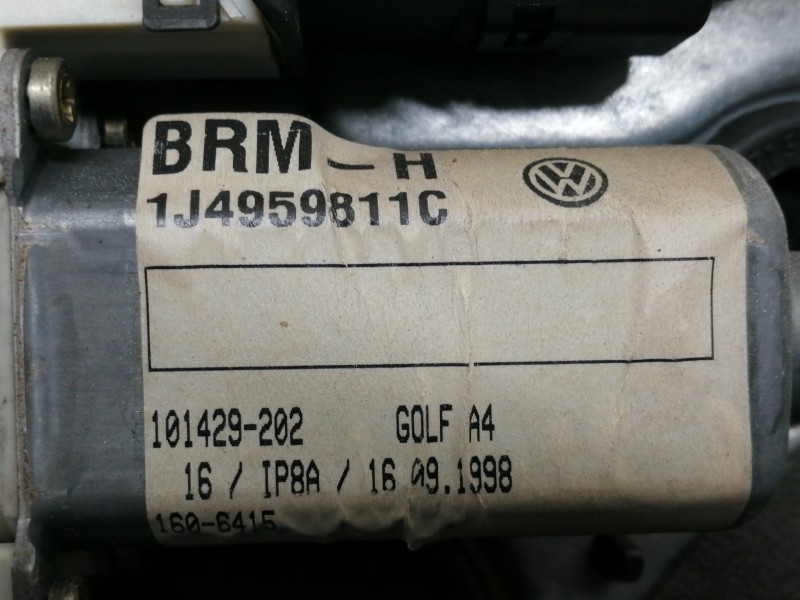 BRM-H
1J4959811C
101429-202 GOLF A4
16 / IP8A / 16 09.1998
160-6415